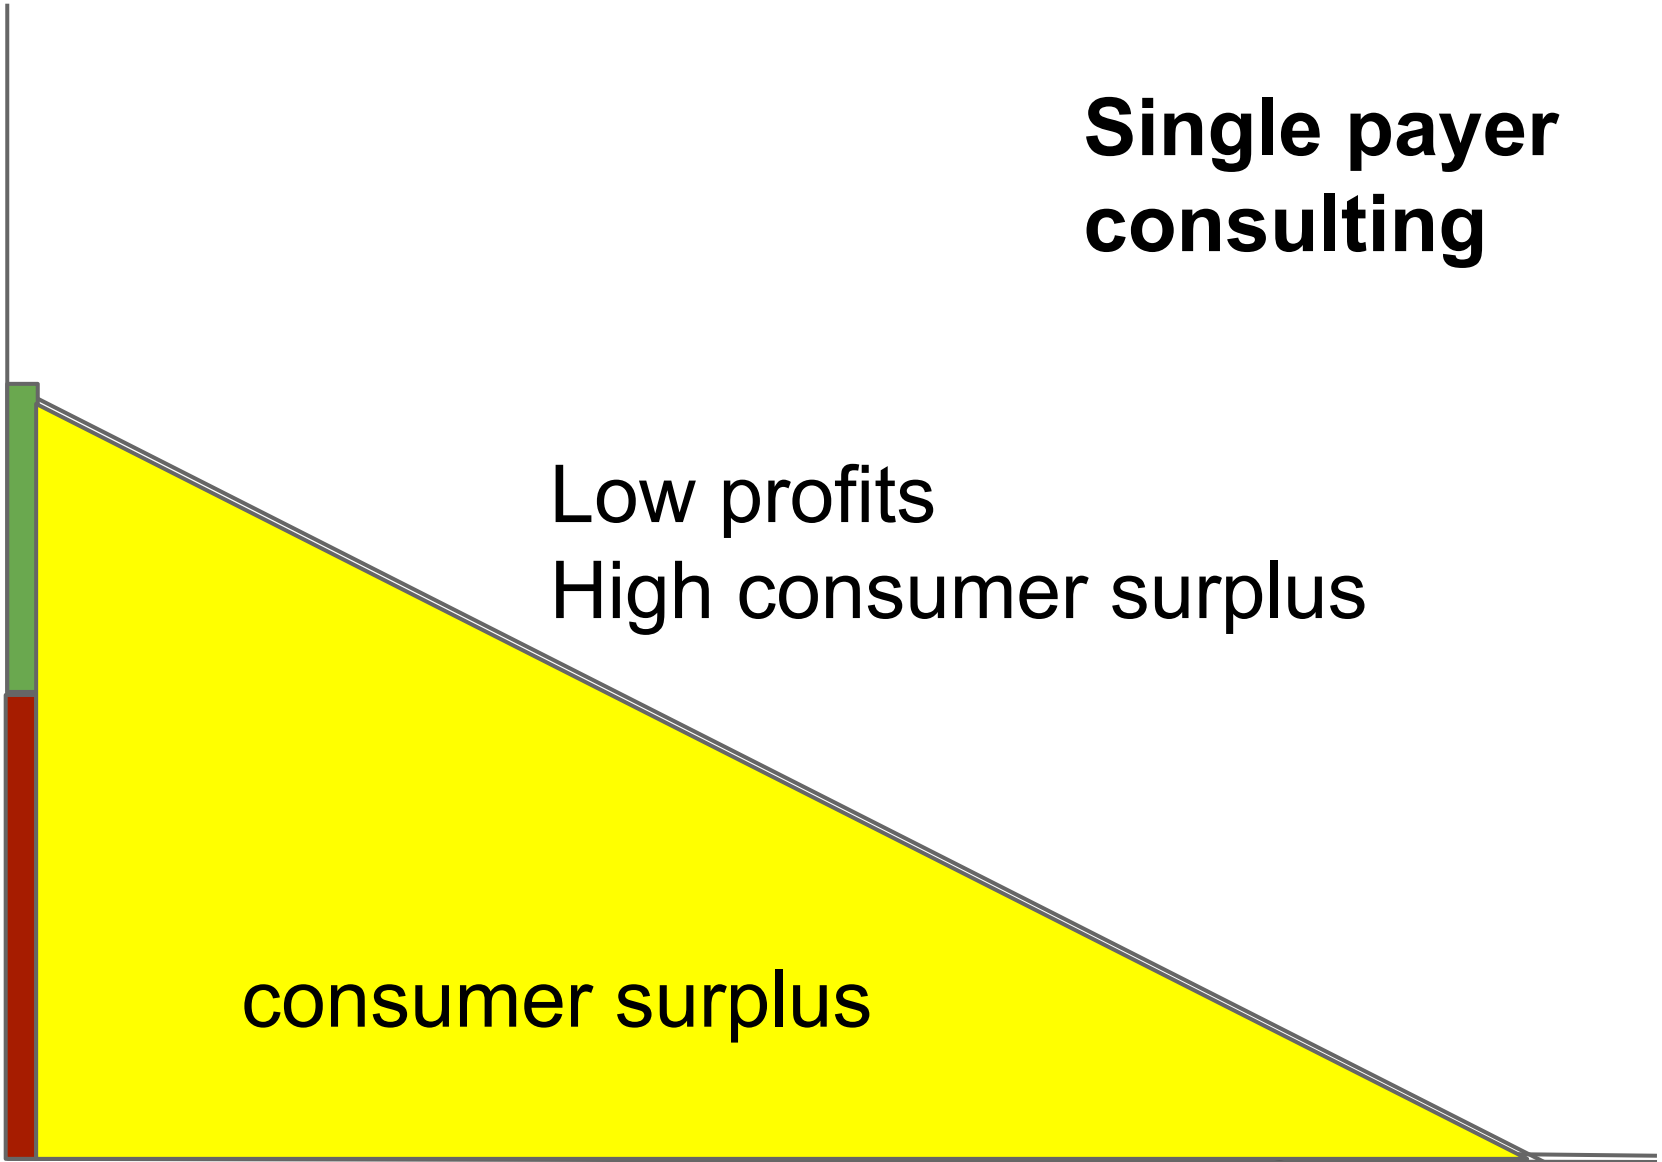 Single payer
consulting
Low profits
High consumer surplus
consumer surplus